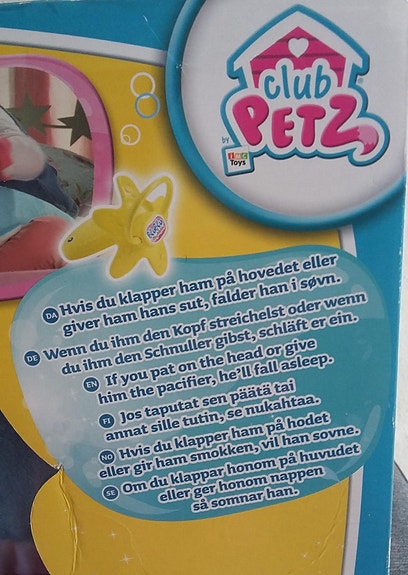 club
PETZ
by
IMC
Toys
DA Hvis du klapper ham på hovedet eller
giver ham hans sut, falder han i søvn.
DE Wenn du ihm den Kopf streichelst oder wenn
du ihm den Schnuller gibst, schläft er ein.
EN If you pat on the head or give
him the pacifier, he'll fall asleep.
FI Jos taputat sen päätä tai
annat sille tutin, se nukahtaa.
NO Hvis du klapper ham på hodet
eller gir ham smokken, vil han sovne.
SE Om du klappar honom på huvudet
eller ger honom nappen
så somnar han.